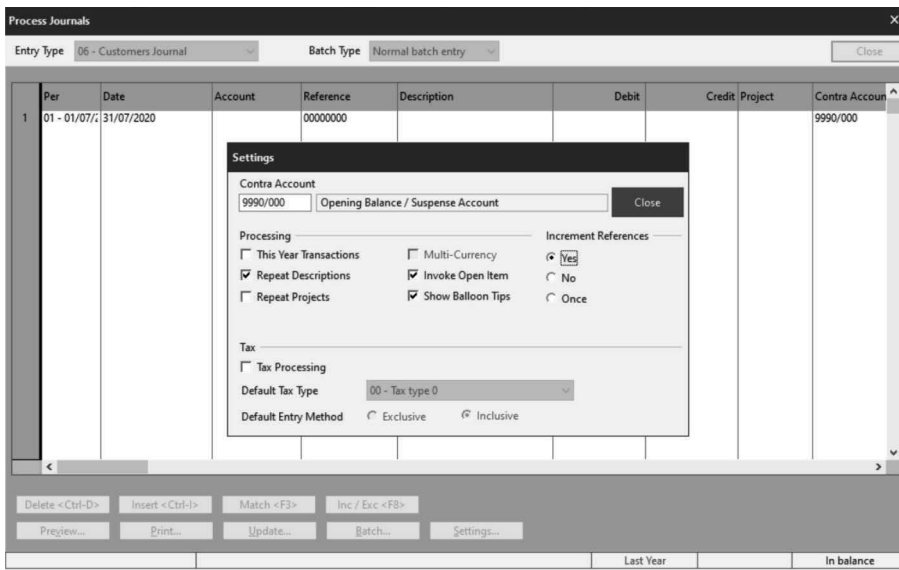 Process Journals
Entry Type 06 - Customers Journal Batch Type Normal batch entry Close
Per Date Account Reference Description Debit Credit Project Contra Accoun
1 01 - 01/07/2 31/07/2020 00000000 9990/000
Settings
Contra Account
9990/000 Opening Balance / Suspense Account Close
Processing Increment References
This Year Transactions Multi-Currency Yes
Repeat Descriptions Invoke Open Item No
Repeat Projects Show Balloon Tips Once
Tax
Tax Processing
Default Tax Type 00 - Tax type 0
Default Entry Method Exclusive Inclusive
Delete <Ctrl-D> Insert <Ctrl-I> Match <F3> Inc / Exc <F8>
Preview... Print... Update... Batch... Settings...
Last Year In balance